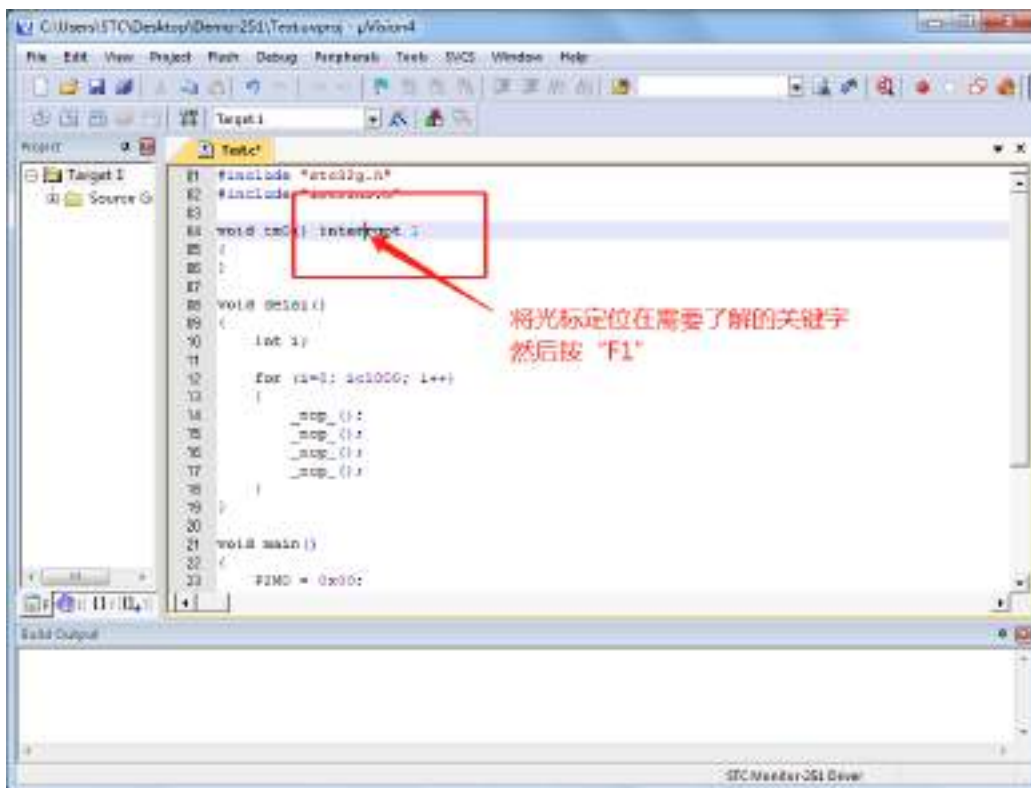 C:\Users\STC\Desktop\Demo-251\Test.uvproj - µVision4
File Edit View Project Flash Debug Peripherals Tools SVCS Window Help
Target 1
Project
Test.c*
Target 1
Source G
01 #include "stc32g.h"
02 #include
03
04 void tm0() interrupt 1
05 {
06 }
07
08 void delay()
09 {
10 int i;
11
12 for (i=0; i<1000; i++)
13 {
14 _nop_();
15 _nop_();
16 _nop_();
17 _nop_();
18 }
19 }
20
21 void main()
22 {
23 P2M0 = 0x00;
将光标定位在需要了解的关键字
然后按 "F1"
Build Output
STC Monitor-251 Driver